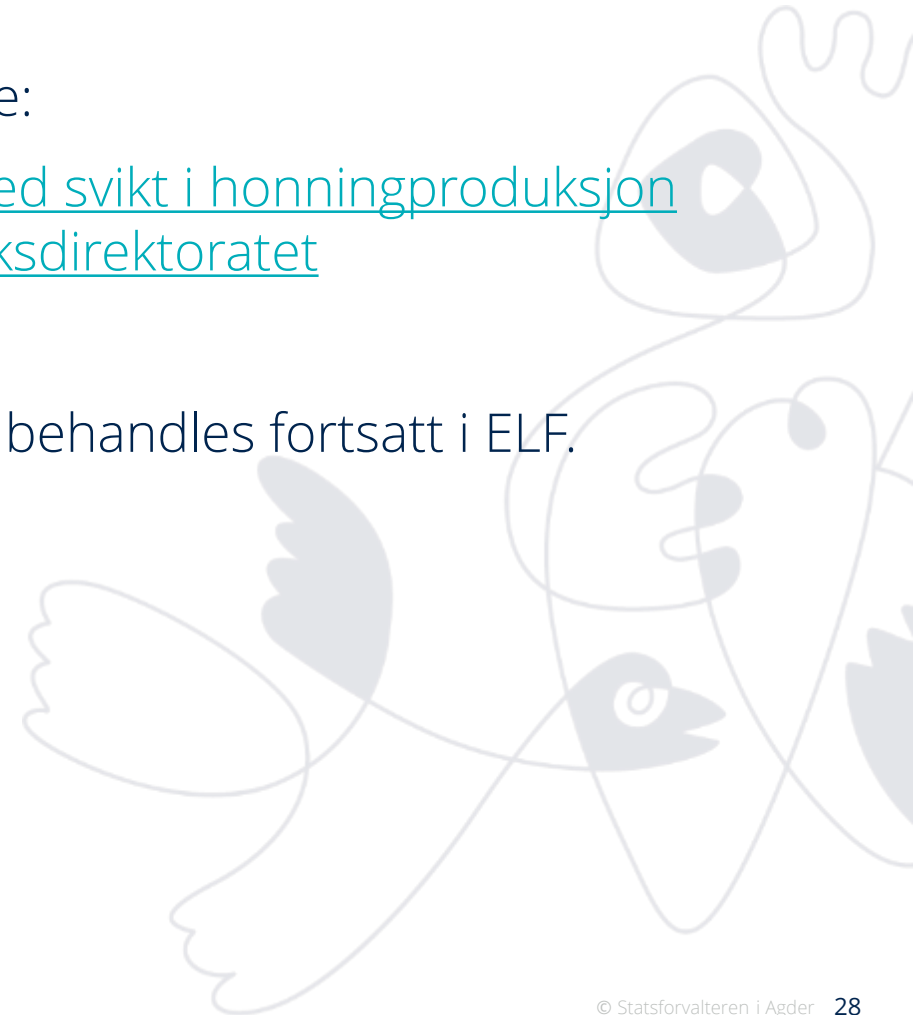 e:
ed svikt i honningproduksjon
ksdirektoratet
behandles fortsatt i ELF.
© Statsforvalteren i Agder 28